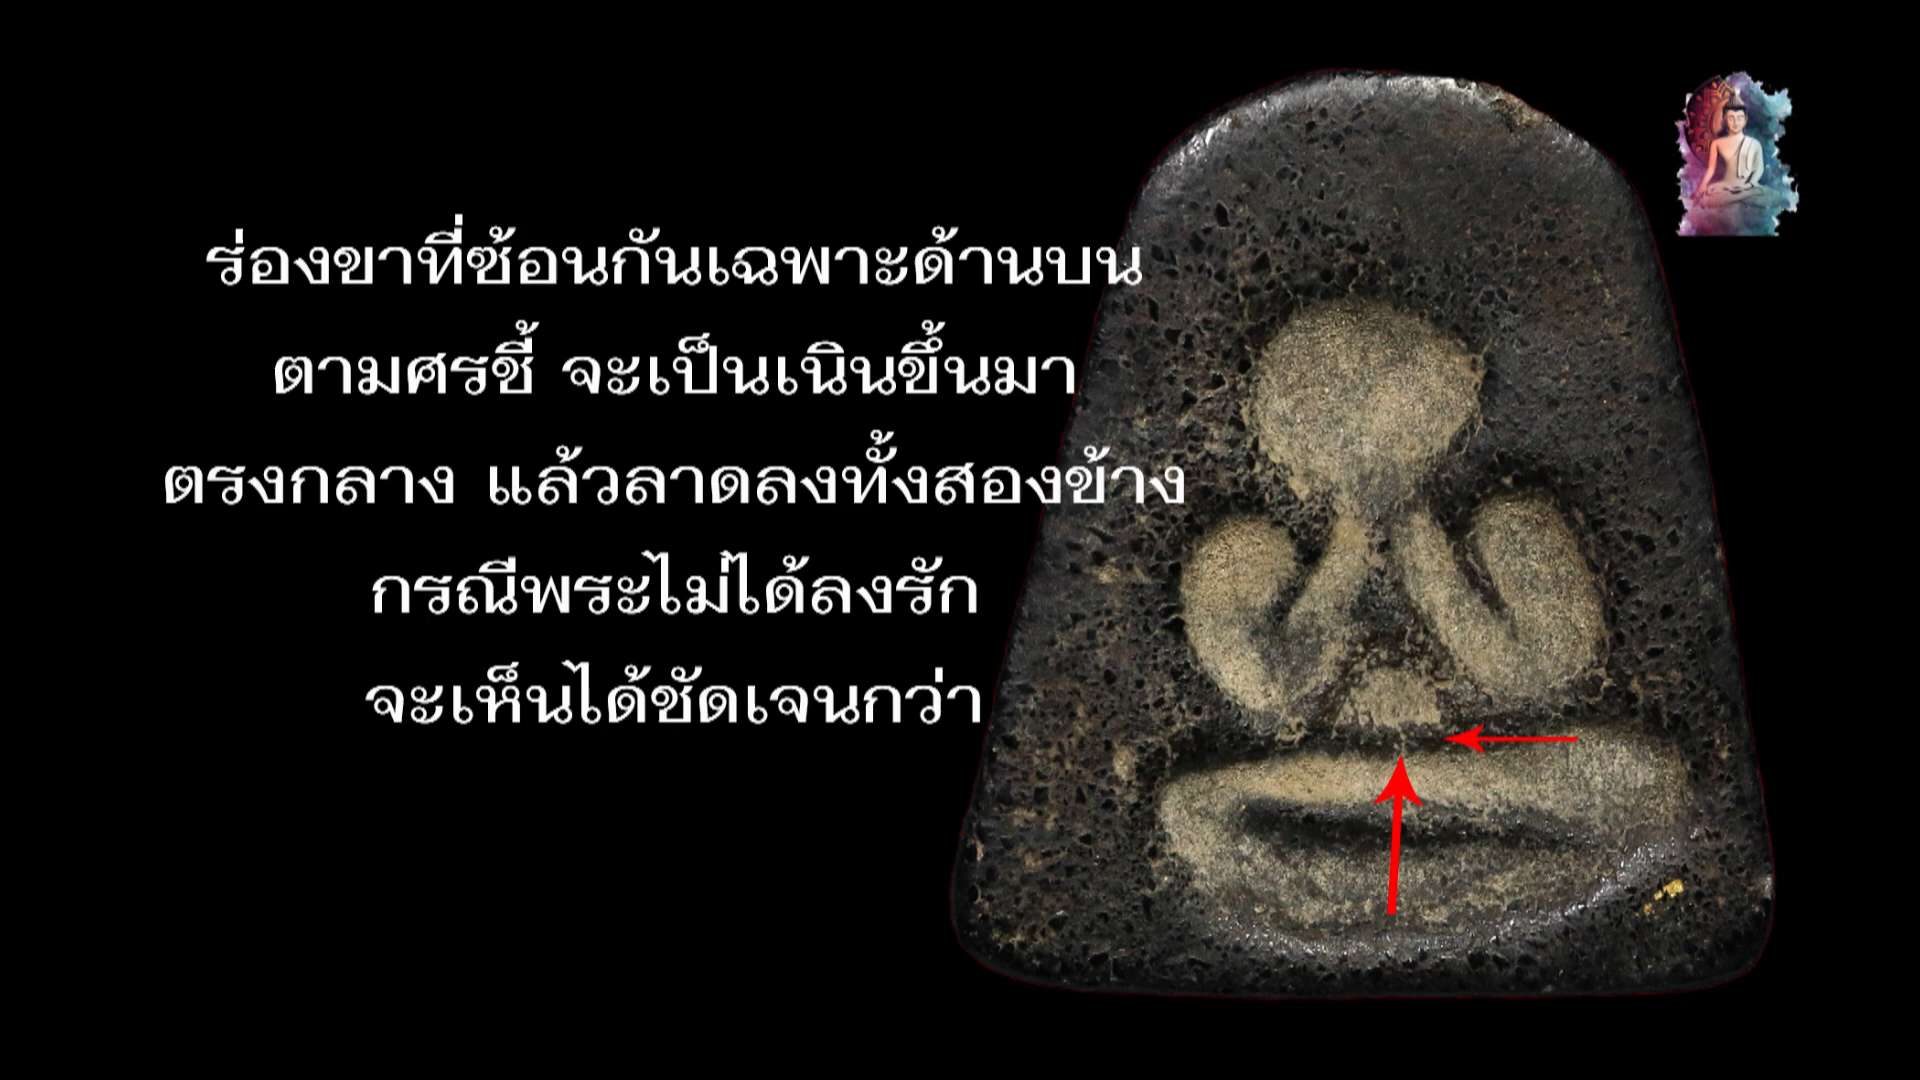 ร่องขาที่ซ้อนกันเฉพาะด้านบน
ตามศรชี้ จะเป็นเนินขึ้นมา
ตรงกลาง แล้วลาดลงทั้งสองข้าง
กรณีพระไม่ได้ลงรัก
จะเห็นได้ชัดเจนกว่า